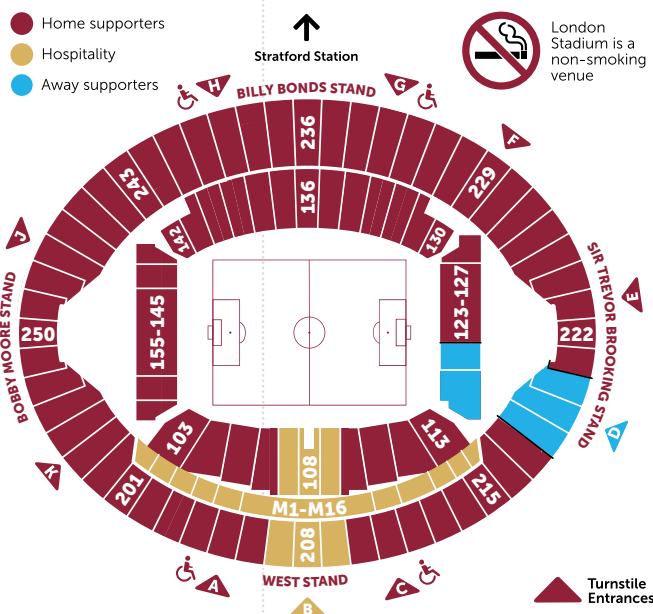 Home supporters
Hospitality
Away supporters
Stratford Station
London
Stadium is a
non-smoking
venue
H
BILLY BONDS STAND
G
F
236
243
229
136
142
130
J
E
SIR TREVOR BROOKING STAND
BOBBY MOORE STAND
250
155-145
123-127
222
D
103
113
108
K
201
215
M1-M16
208
A
WEST STAND
C
B
Turnstile
Entrances